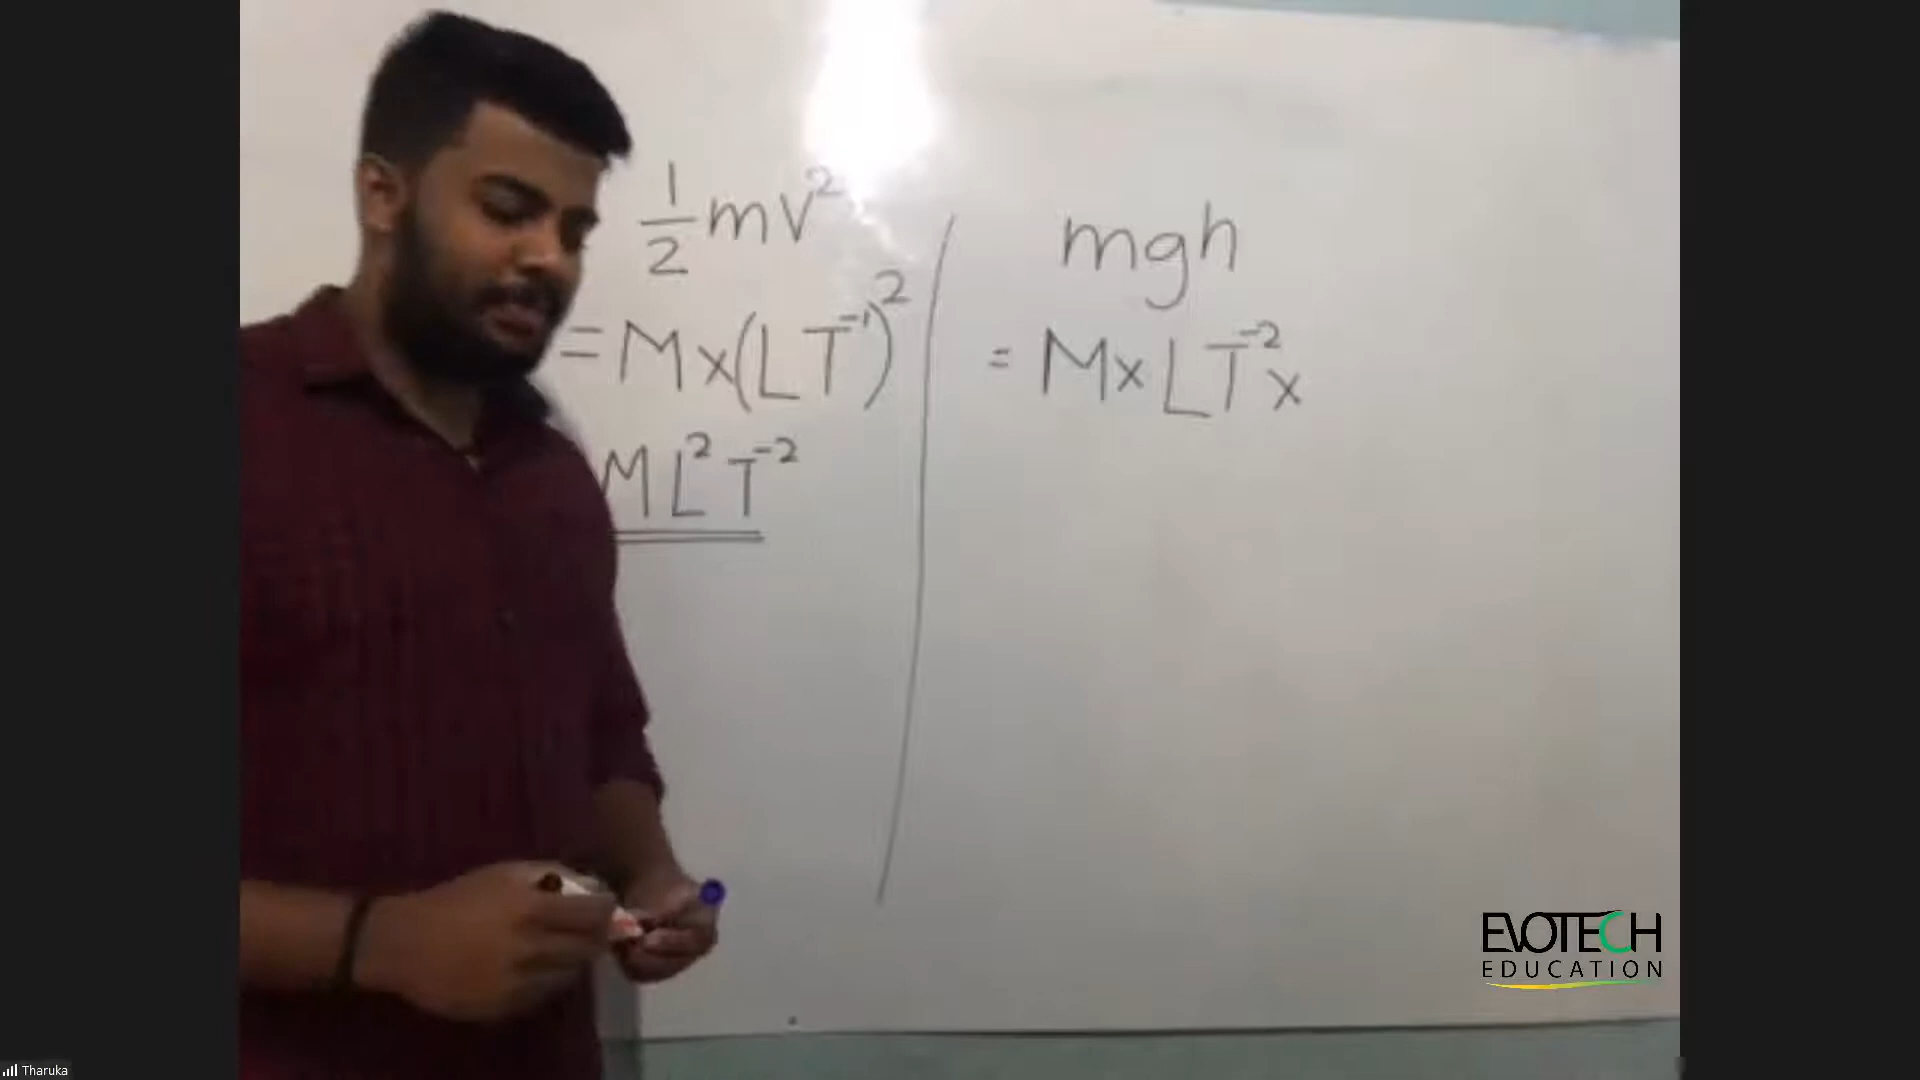 ½mv²
= M×(LT⁻¹)²
ML²T⁻²
mgh
= M×LT⁻²×
EVOTECH
EDUCATION
Tharuka